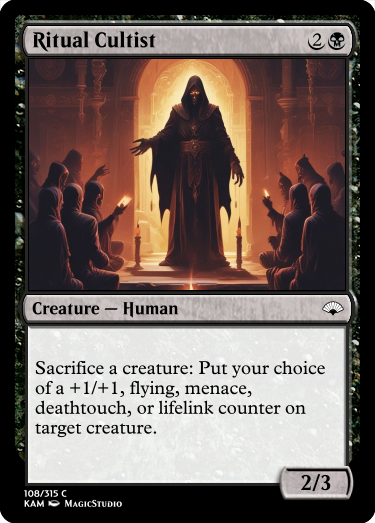 Ritual Cultist 2
Creature — Human
Sacrifice a creature: Put your choice
of a +1/+1, flying, menace,
deathtouch, or lifelink counter on
target creature.
108/315 C
KAM MagicStudio
2/3